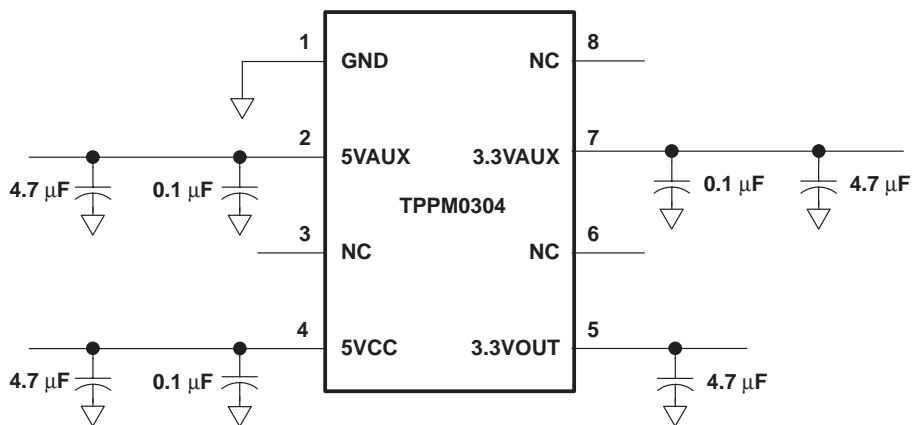 1
8
GND
NC
2
7
5VAUX
3.3VAUX
4.7 μF
0.1 μF
0.1 μF
4.7 μF
TPPM0304
3
6
NC
NC
4
5
5VCC
3.3VOUT
4.7 μF
0.1 μF
4.7 μF